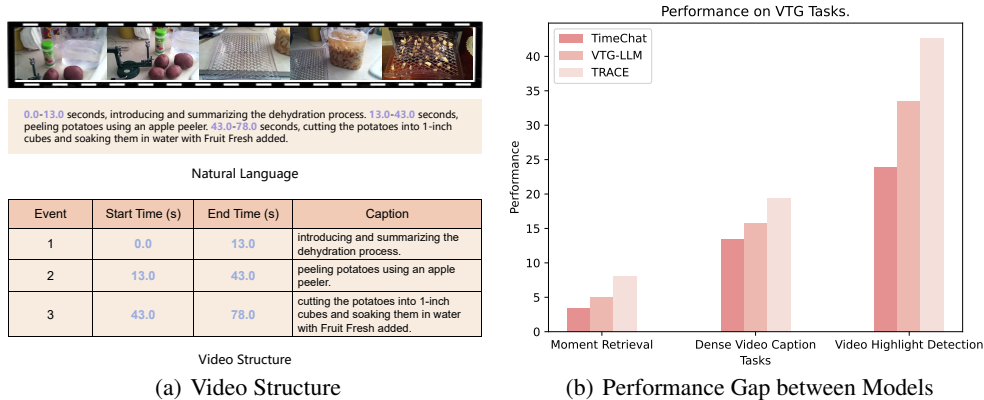 0.0-13.0 seconds, introducing and summarizing the dehydration process. 13.0-43.0 seconds,
peeling potatoes using an apple peeler. 43.0-78.0 seconds, cutting the potatoes into 1-inch
cubes and soaking them in water with Fruit Fresh added.
Natural Language
Event Start Time (s) End Time (s) Caption
1 0.0 13.0 introducing and summarizing the
dehydration process.
2 13.0 43.0 peeling potatoes using an apple
peeler.
3 43.0 78.0 cutting the potatoes into 1-inch
cubes and soaking them in water
with Fruit Fresh added.
Video Structure
(a) Video Structure
Performance on VTG Tasks.
TimeChat
VTG-LLM
TRACE
Performance
40
35
30
25
20
15
10
5
0
Moment Retrieval Dense Video Caption Video Highlight Detection
Tasks
(b) Performance Gap between Models